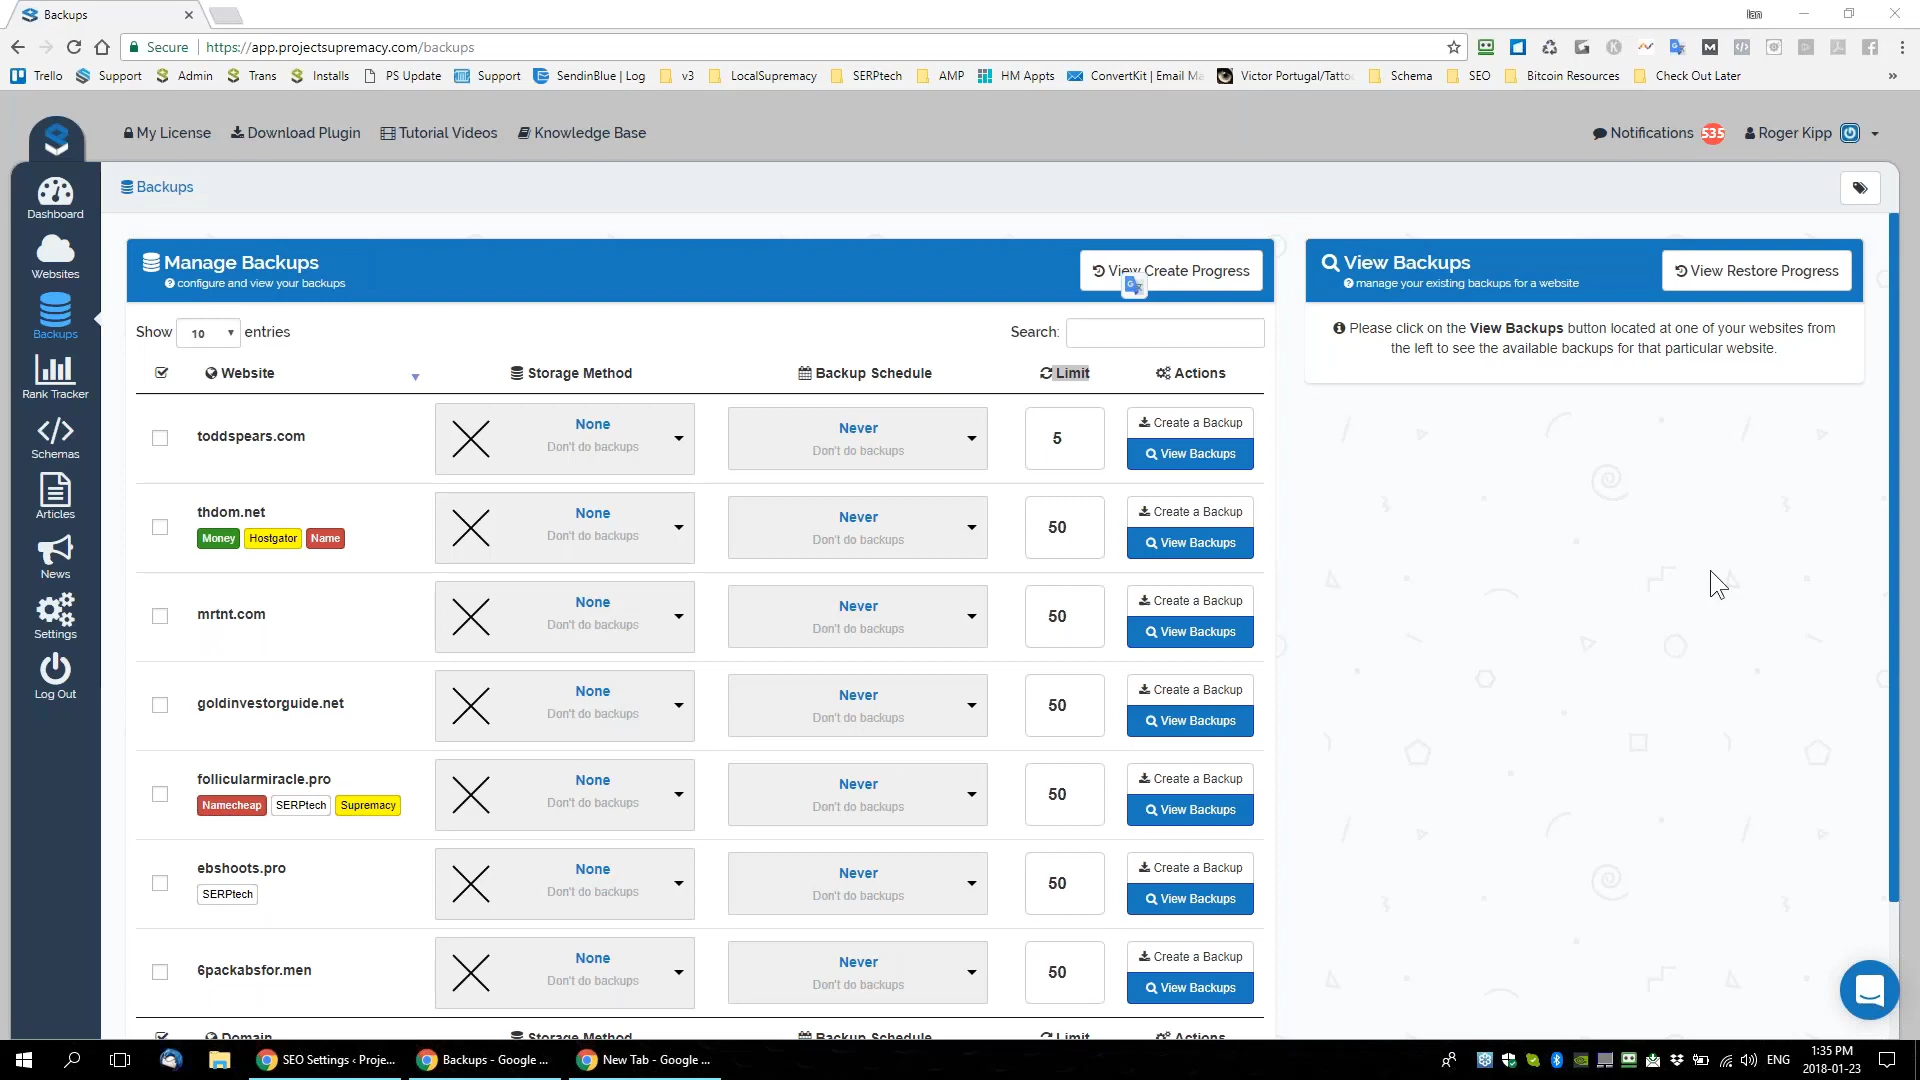 Backups
Ian
Secure https://app.projectsupremacy.com/backups
Trello Support Admin Trans Installs PS Update Support SendinBlue | Log v3 LocalSupremacy SERPtech AMP HM Appts ConvertKit | Email Ma Victor Portugal/Tattoo Schema SEO Bitcoin Resources Check Out Later »
My License Download Plugin Tutorial Videos Knowledge Base Notifications 535 Roger Kipp
Backups
Dashboard
Websites
Backups
Rank Tracker
Schemas
Articles
News
Settings
Log Out
Manage Backups
configure and view your backups
View Create Progress
Show 10 entries
Search:
Website Storage Method Backup Schedule Limit Actions
toddspears.com
None
Don't do backups
Never
Don't do backups
5
Create a Backup
View Backups
thdom.net
Money Hostgator Name
None
Don't do backups
Never
Don't do backups
50
Create a Backup
View Backups
mrtnt.com
None
Don't do backups
Never
Don't do backups
50
Create a Backup
View Backups
goldinvestorguide.net
None
Don't do backups
Never
Don't do backups
50
Create a Backup
View Backups
follicularmiracle.pro
Namecheap SERPtech Supremacy
None
Don't do backups
Never
Don't do backups
50
Create a Backup
View Backups
ebshoots.pro
SERPtech
None
Don't do backups
Never
Don't do backups
50
Create a Backup
View Backups
6packabsfor.men
None
Don't do backups
Never
Don't do backups
50
Create a Backup
View Backups
Domain Storage Method Backup Schedule Limit Actions
View Backups
manage your existing backups for a website
View Restore Progress
Please click on the View Backups button located at one of your websites from
the left to see the available backups for that particular website.
SEO Settings ‹ Proje... Backups - Google ... New Tab - Google ...
ENG
1:35 PM
2018-01-23